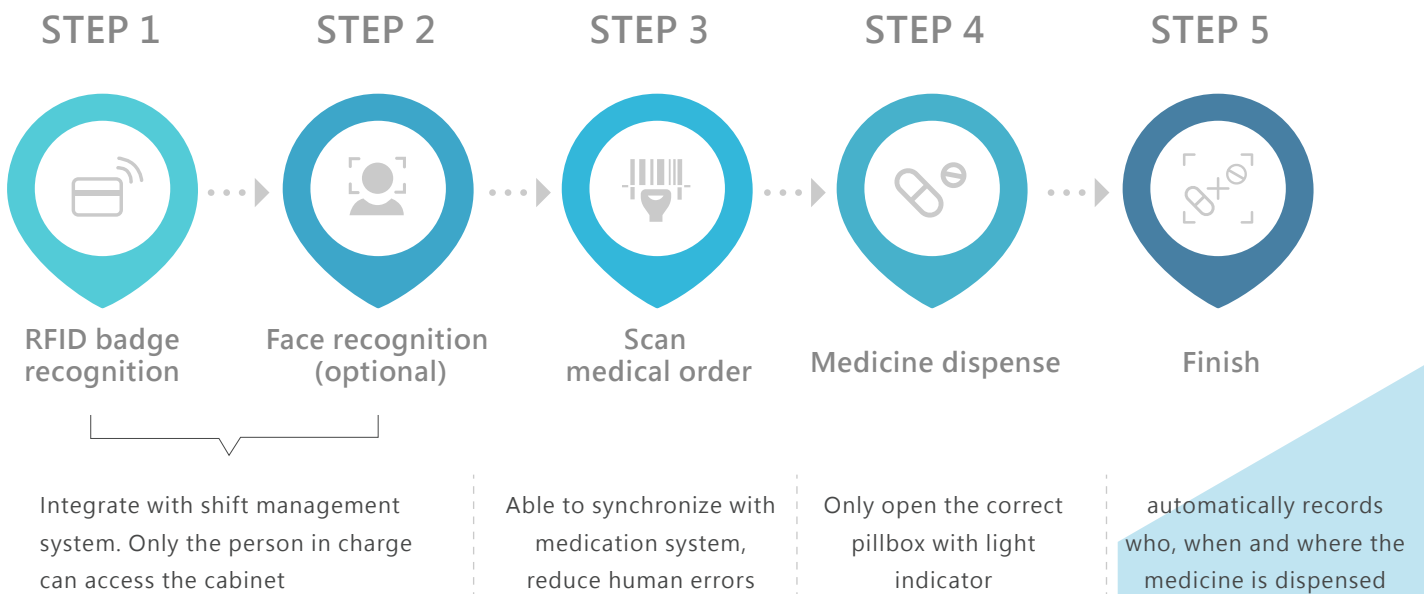 STEP 1
STEP 2
STEP 3
STEP 4
STEP 5
RFID badge
recognition
Face recognition
(optional)
Scan
medical order
Medicine dispense
Finish
Integrate with shift management
system. Only the person in charge
can access the cabinet
Able to synchronize with
medication system,
reduce human errors
Only open the correct
pillbox with light
indicator
automatically records
who, when and where the
medicine is dispensed